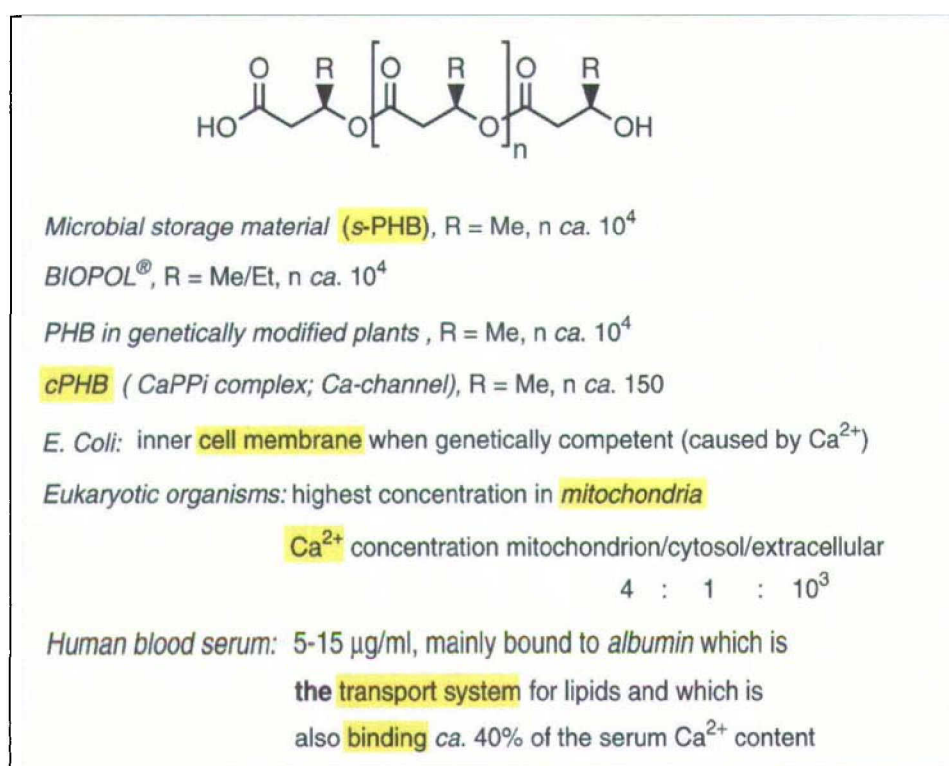 O R O R O R
HO O O OH
n
Microbial storage material (s-PHB), R = Me, n ca. 10⁴
BIOPOL®, R = Me/Et, n ca. 10⁴
PHB in genetically modified plants , R = Me, n ca. 10⁴
cPHB ( CaPPi complex; Ca-channel), R = Me, n ca. 150
E. Coli: inner cell membrane when genetically competent (caused by Ca²⁺)
Eukaryotic organisms: highest concentration in mitochondria
Ca²⁺ concentration mitochondrion/cytosol/extracellular
4 : 1 : 10³
Human blood serum: 5-15 µg/ml, mainly bound to albumin which is
the transport system for lipids and which is
also binding ca. 40% of the serum Ca²⁺ content